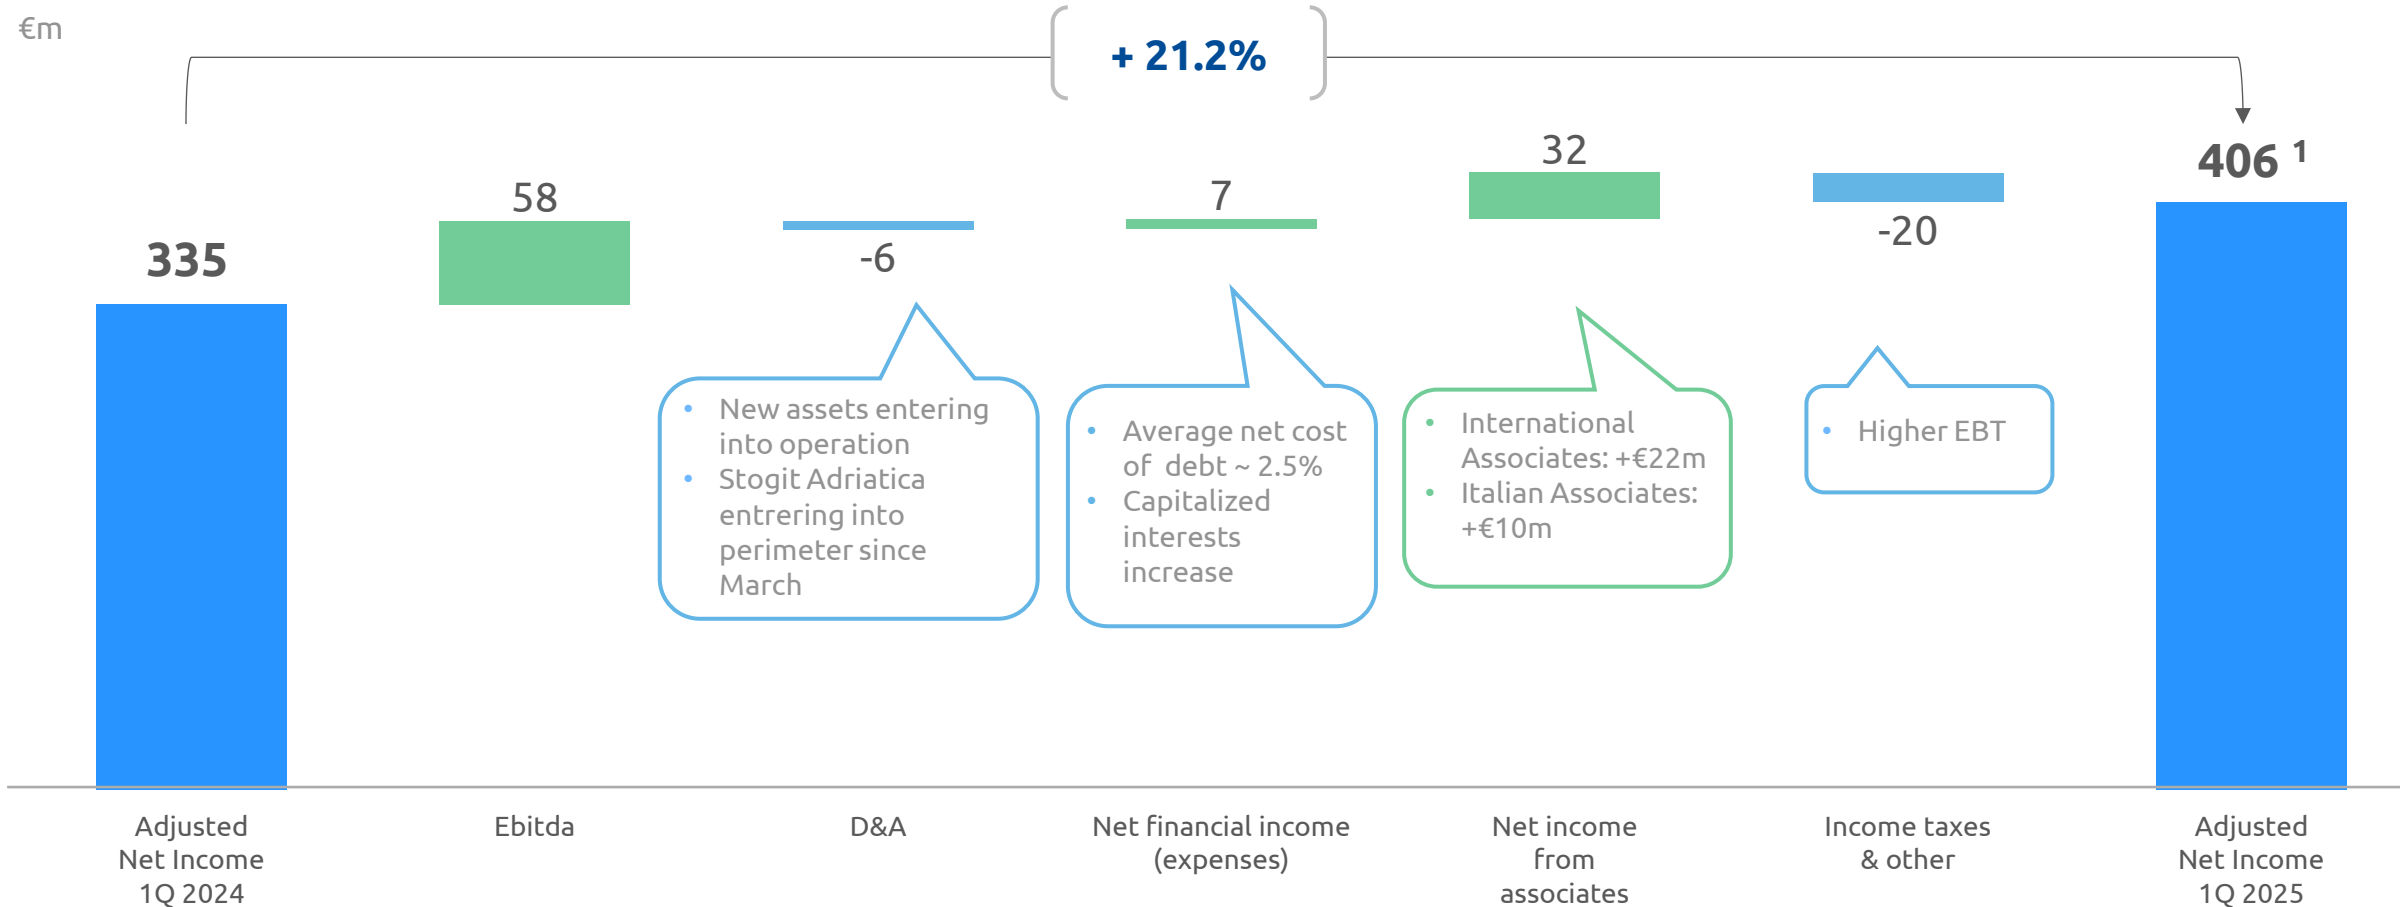 €m
+ 21.2%
335
58
-6
7
32
-20
406 ¹
• New assets entering
into operation
• Stogit Adriatica
entrering into
perimeter since
March
• Average net cost
of  debt ~ 2.5%
• Capitalized
interests
increase
• International
Associates: +€22m
• Italian Associates:
+€10m
• Higher EBT
Adjusted
Net Income
1Q 2024
Ebitda
D&A
Net financial income
(expenses)
Net income
from
associates
Income taxes
& other
Adjusted
Net Income
1Q 2025